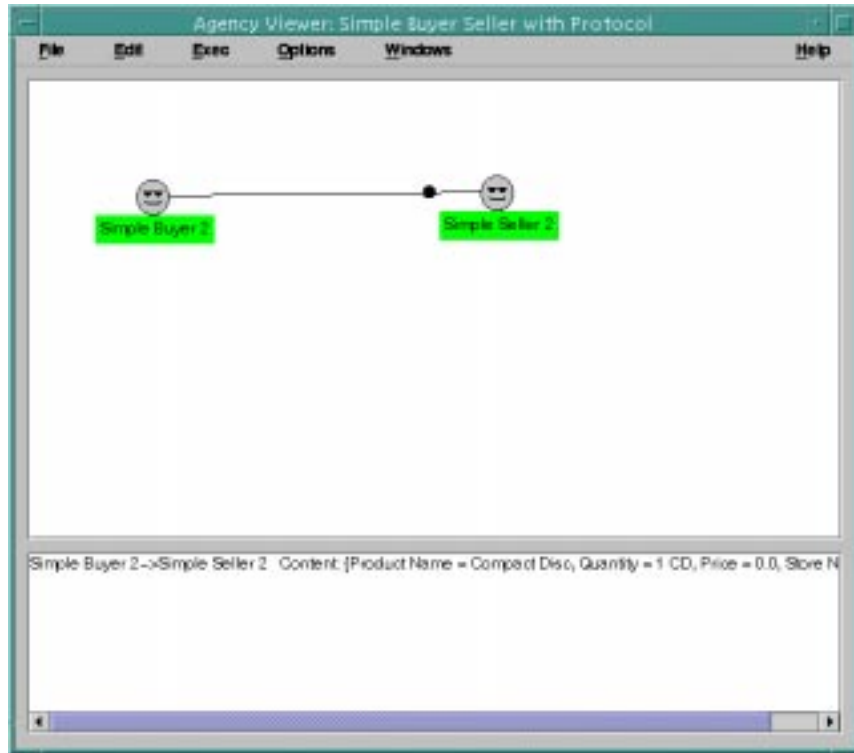 Agency Viewer: Simple Buyer Seller with Protocol
File Edit Exec Options Windows Help
Simple Buyer 2 Simple Seller 2
Simple Buyer 2->Simple Seller 2 Content: {Product Name = Compact Disc, Quantity = 1 CD, Price = 0.0, Store N